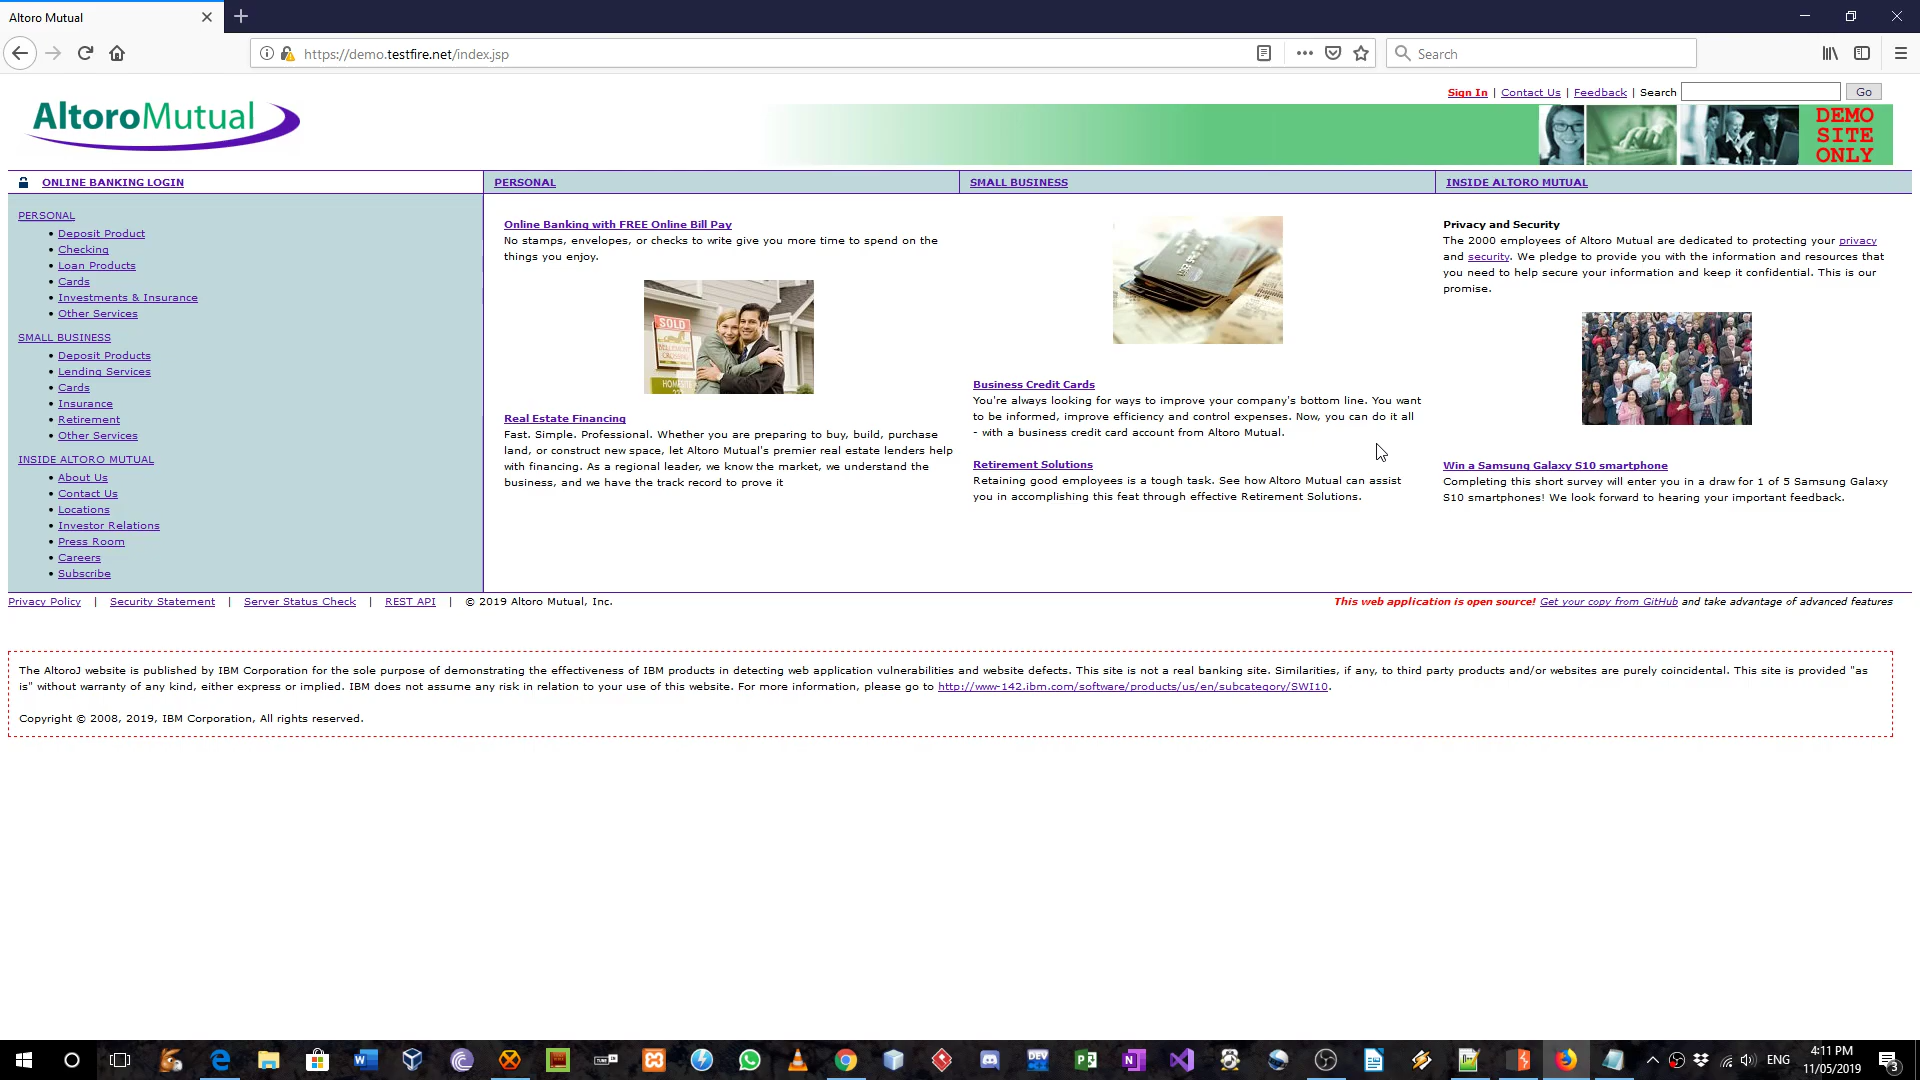 Altoro Mutual
https://demo.testfire.net/index.jsp
Search
Sign In | Contact Us | Feedback | Search
Go
AltoroMutual
DEMO
SITE
ONLY
ONLINE BANKING LOGIN
PERSONAL
SMALL BUSINESS
INSIDE ALTORO MUTUAL
PERSONAL
• Deposit Product
• Checking
• Loan Products
• Cards
• Investments & Insurance
• Other Services
SMALL BUSINESS
• Deposit Products
• Lending Services
• Cards
• Insurance
• Retirement
• Other Services
INSIDE ALTORO MUTUAL
• About Us
• Contact Us
• Locations
• Investor Relations
• Press Room
• Careers
• Subscribe
Online Banking with FREE Online Bill Pay
No stamps, envelopes, or checks to write give you more time to spend on the
things you enjoy.
SOLD
Real Estate Financing
Fast. Simple. Professional. Whether you are preparing to buy, build, purchase
land, or construct new space, let Altoro Mutual's premier real estate lenders help
with financing. As a regional leader, we know the market, we understand the
business, and we have the track record to prove it
Business Credit Cards
You're always looking for ways to improve your company's bottom line. You want
to be informed, improve efficiency and control expenses. Now, you can do it all
- with a business credit card account from Altoro Mutual.
Retirement Solutions
Retaining good employees is a tough task. See how Altoro Mutual can assist
you in accomplishing this feat through effective Retirement Solutions.
Privacy and Security
The 2000 employees of Altoro Mutual are dedicated to protecting your privacy
and security. We pledge to provide you with the information and resources that
you need to help secure your information and keep it confidential. This is our
promise.
Win a Samsung Galaxy S10 smartphone
Completing this short survey will enter you in a draw for 1 of 5 Samsung Galaxy
S10 smartphones! We look forward to hearing your important feedback.
Privacy Policy | Security Statement | Server Status Check | REST API | © 2019 Altoro Mutual, Inc.
This web application is open source! Get your copy from GitHub and take advantage of advanced features
The AltoroJ website is published by IBM Corporation for the sole purpose of demonstrating the effectiveness of IBM products in detecting web application vulnerabilities and website defects. This site is not a real banking site. Similarities, if any, to third party products and/or websites are purely coincidental. This site is provided "as
is" without warranty of any kind, either express or implied. IBM does not assume any risk in relation to your use of this website. For more information, please go to http://www-142.ibm.com/software/products/us/en/subcategory/SWI10.
Copyright © 2008, 2019, IBM Corporation, All rights reserved.
ENG
4:11 PM
11/05/2019
3